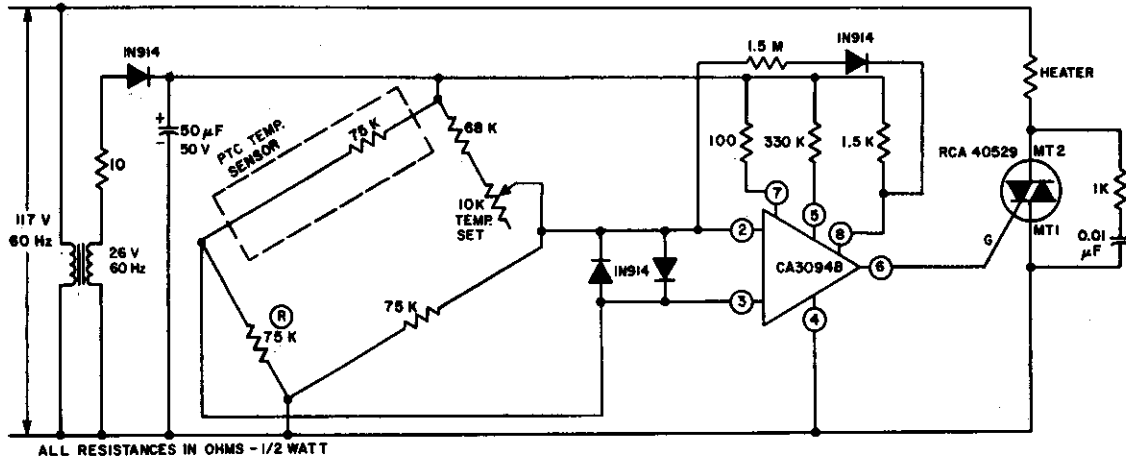 117 V
60 Hz
1N914
10
+
50 µF
50 V
−
26 V
60 Hz
PTC TEMP.
SENSOR
75 K
68 K
10K
TEMP.
SET
R
75 K
75 K
1N914
1.5 M
1N914
100
330 K
1.5 K
7
5
8
2
3
CA3094B
6
4
HEATER
RCA 40529
MT2
MT1
G
1K
0.01
µF
ALL RESISTANCES IN OHMS – 1/2 WATT